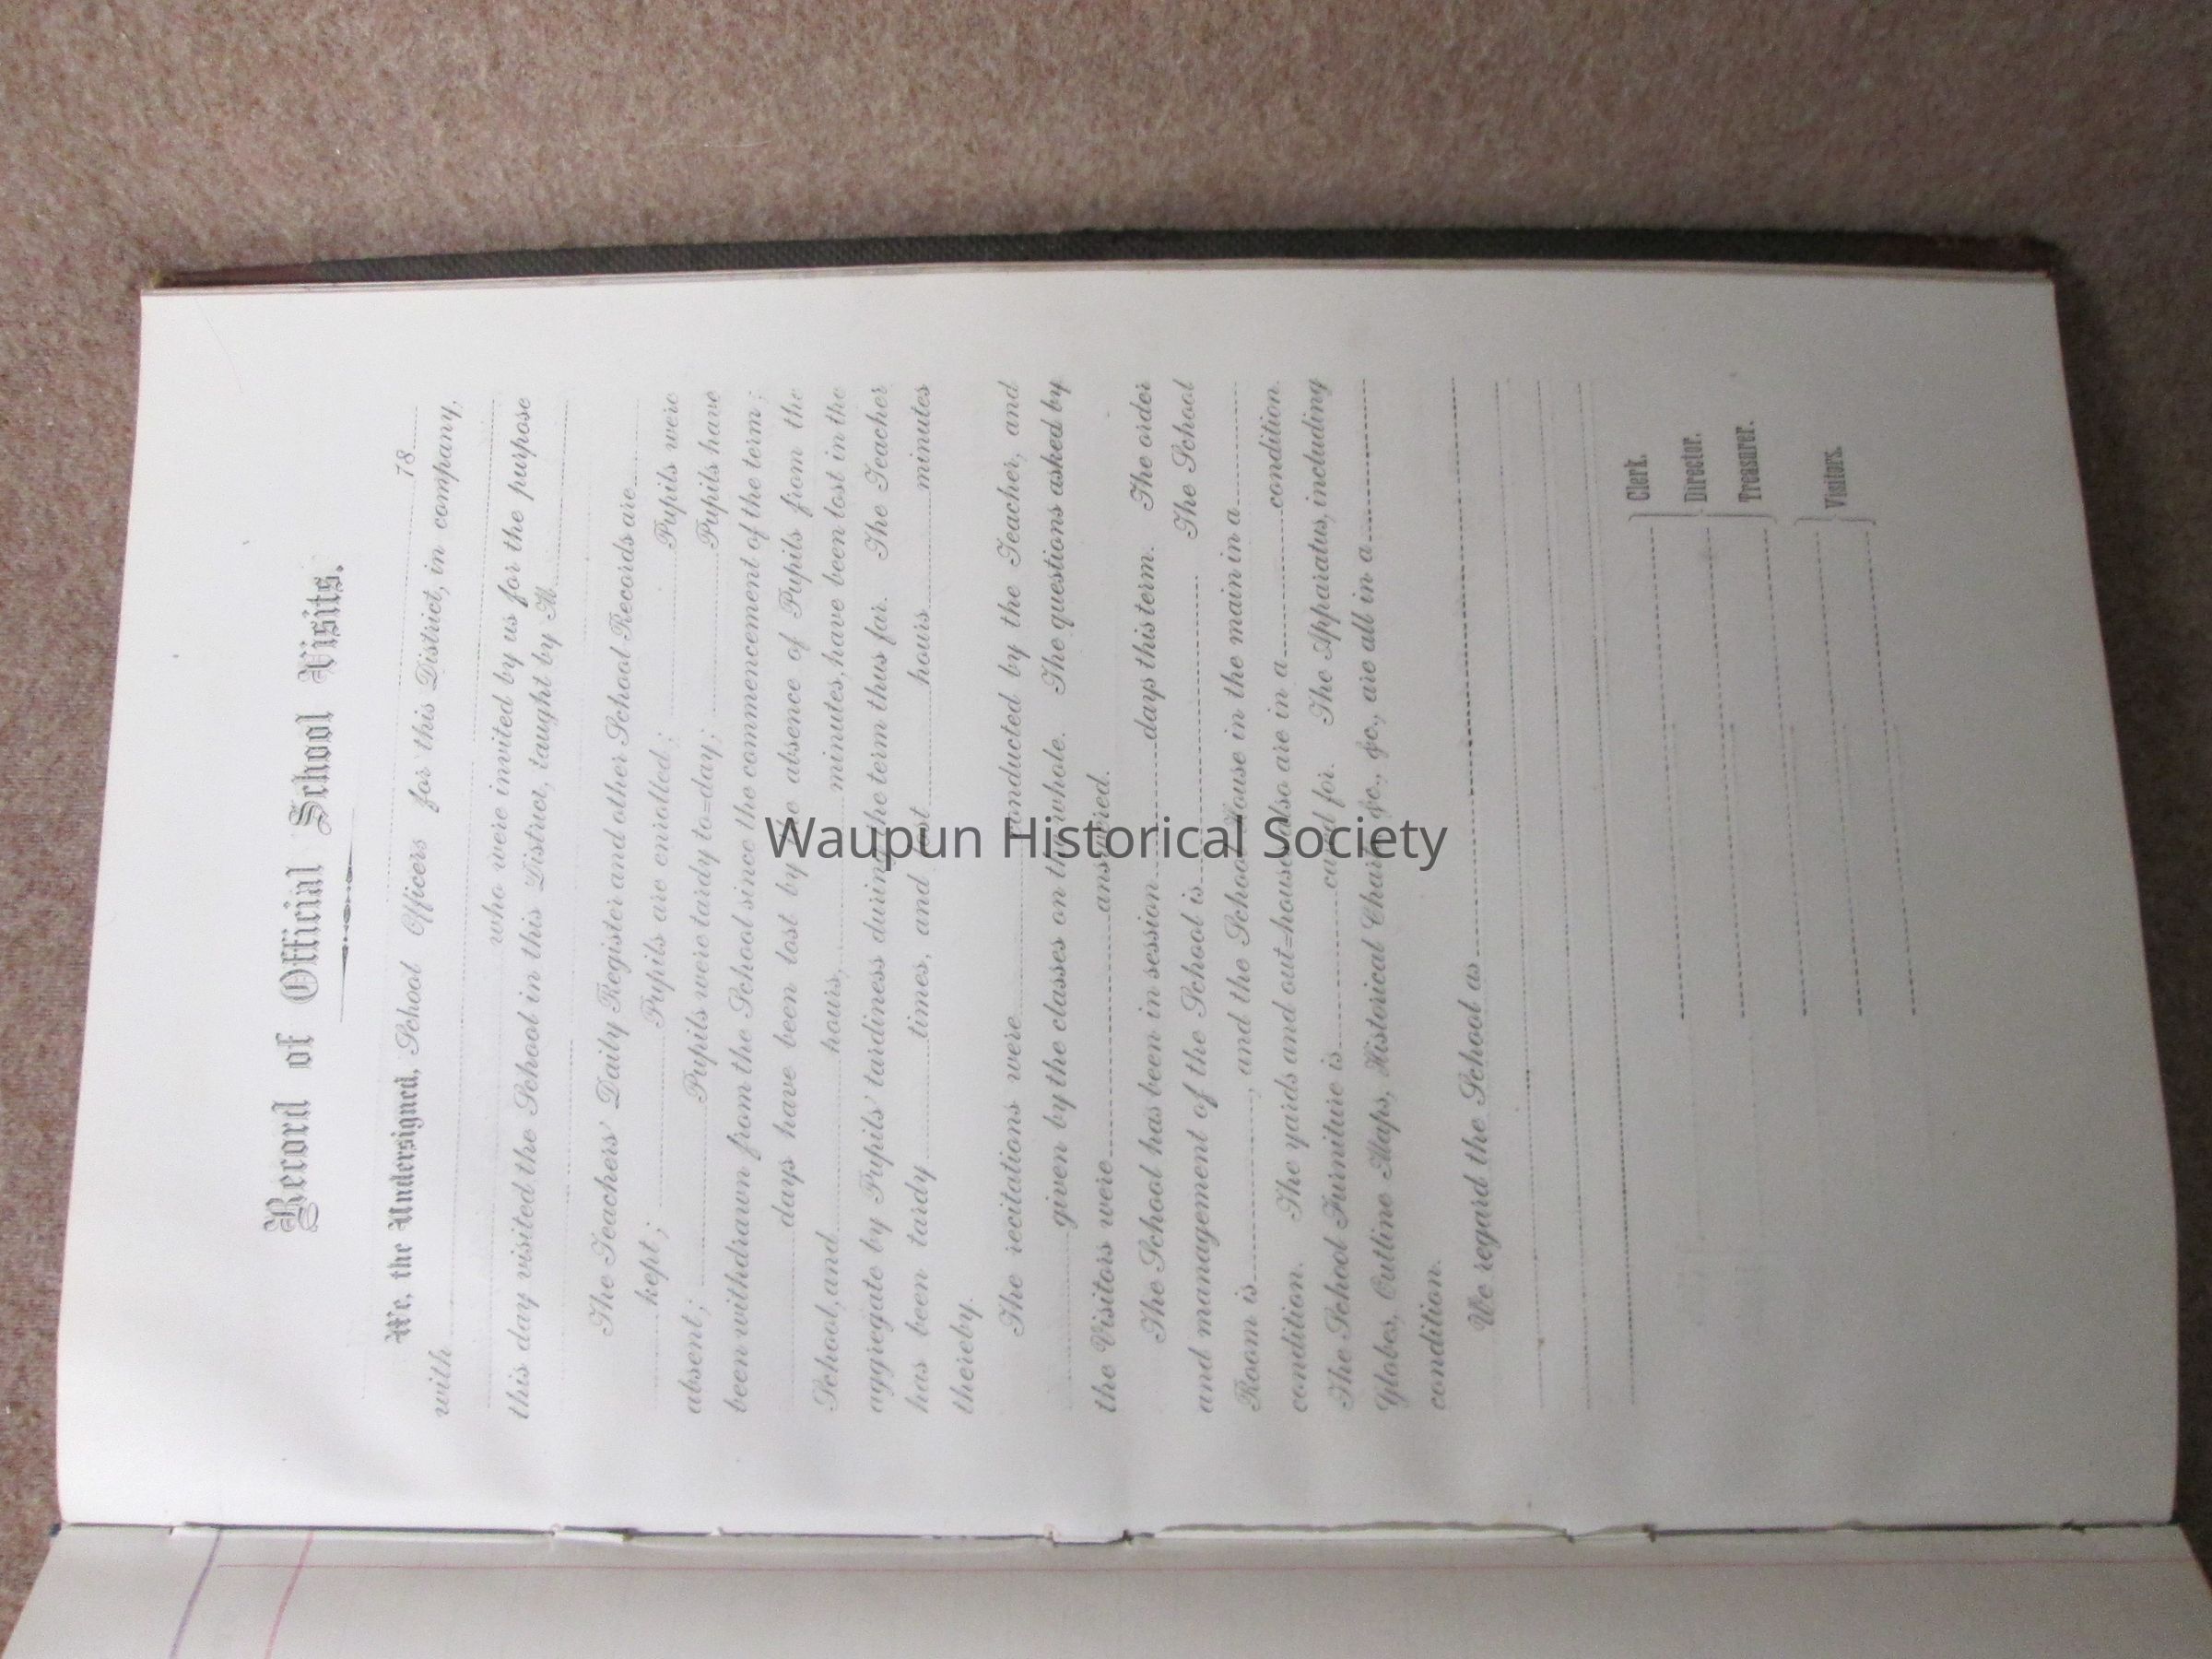 Record of Official School Visits.
18
We, the Undersigned, School Officers for this District, in company,
with
who were invited by us for the purpose
this day visited the School in this District, taught by M
The Teachers' Daily Register and other School Records are
kept; Pupils are enrolled; Pupils were
absent; Pupils were tardy to-day; Pupils have
been withdrawn from the School since the commencement of the term;
days have been lost by the absence of Pupils from the
School, and hours, minutes, have been lost in the
aggregate by Pupils' tardiness during the term thus far. The Teacher
has been tardy times, and lost hours minutes
thereby.
The recitations were conducted by the Teacher, and
given by the classes on the whole. The questions asked by
the Visitors were answered.
The School has been in session days this term. The order
and management of the School is The School
Room is , and the School House in the main in a
condition. The yards and out-houses also are in a condition.
The School Furniture is cared for. The Apparatus, including
Globes, Outline Maps, Historical Charts, &c., &c., are all in a
condition.
We regard the School as
Clerk.
Director.
Treasurer.
Visitors.
Waupun Historical Society